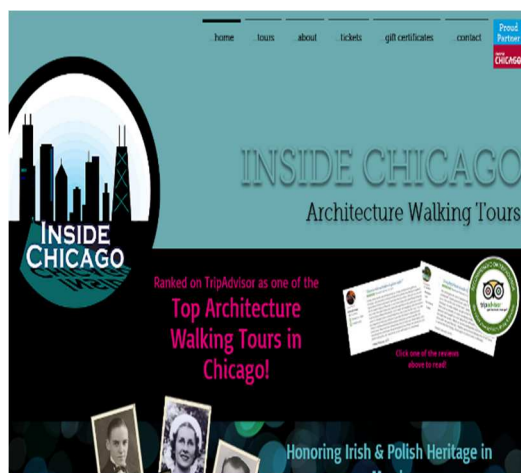 home tours about tickets gift certificates contact
Proud
Partner
CHICAGO
INSIDE CHICAGO
Architecture Walking Tours
INSIDE
CHICAGO
Ranked on TripAdvisor as one of the
Top Architecture
Walking Tours in
Chicago!
tripadvisor
Click one of the reviews
above to read!
Honoring Irish & Polish Heritage in